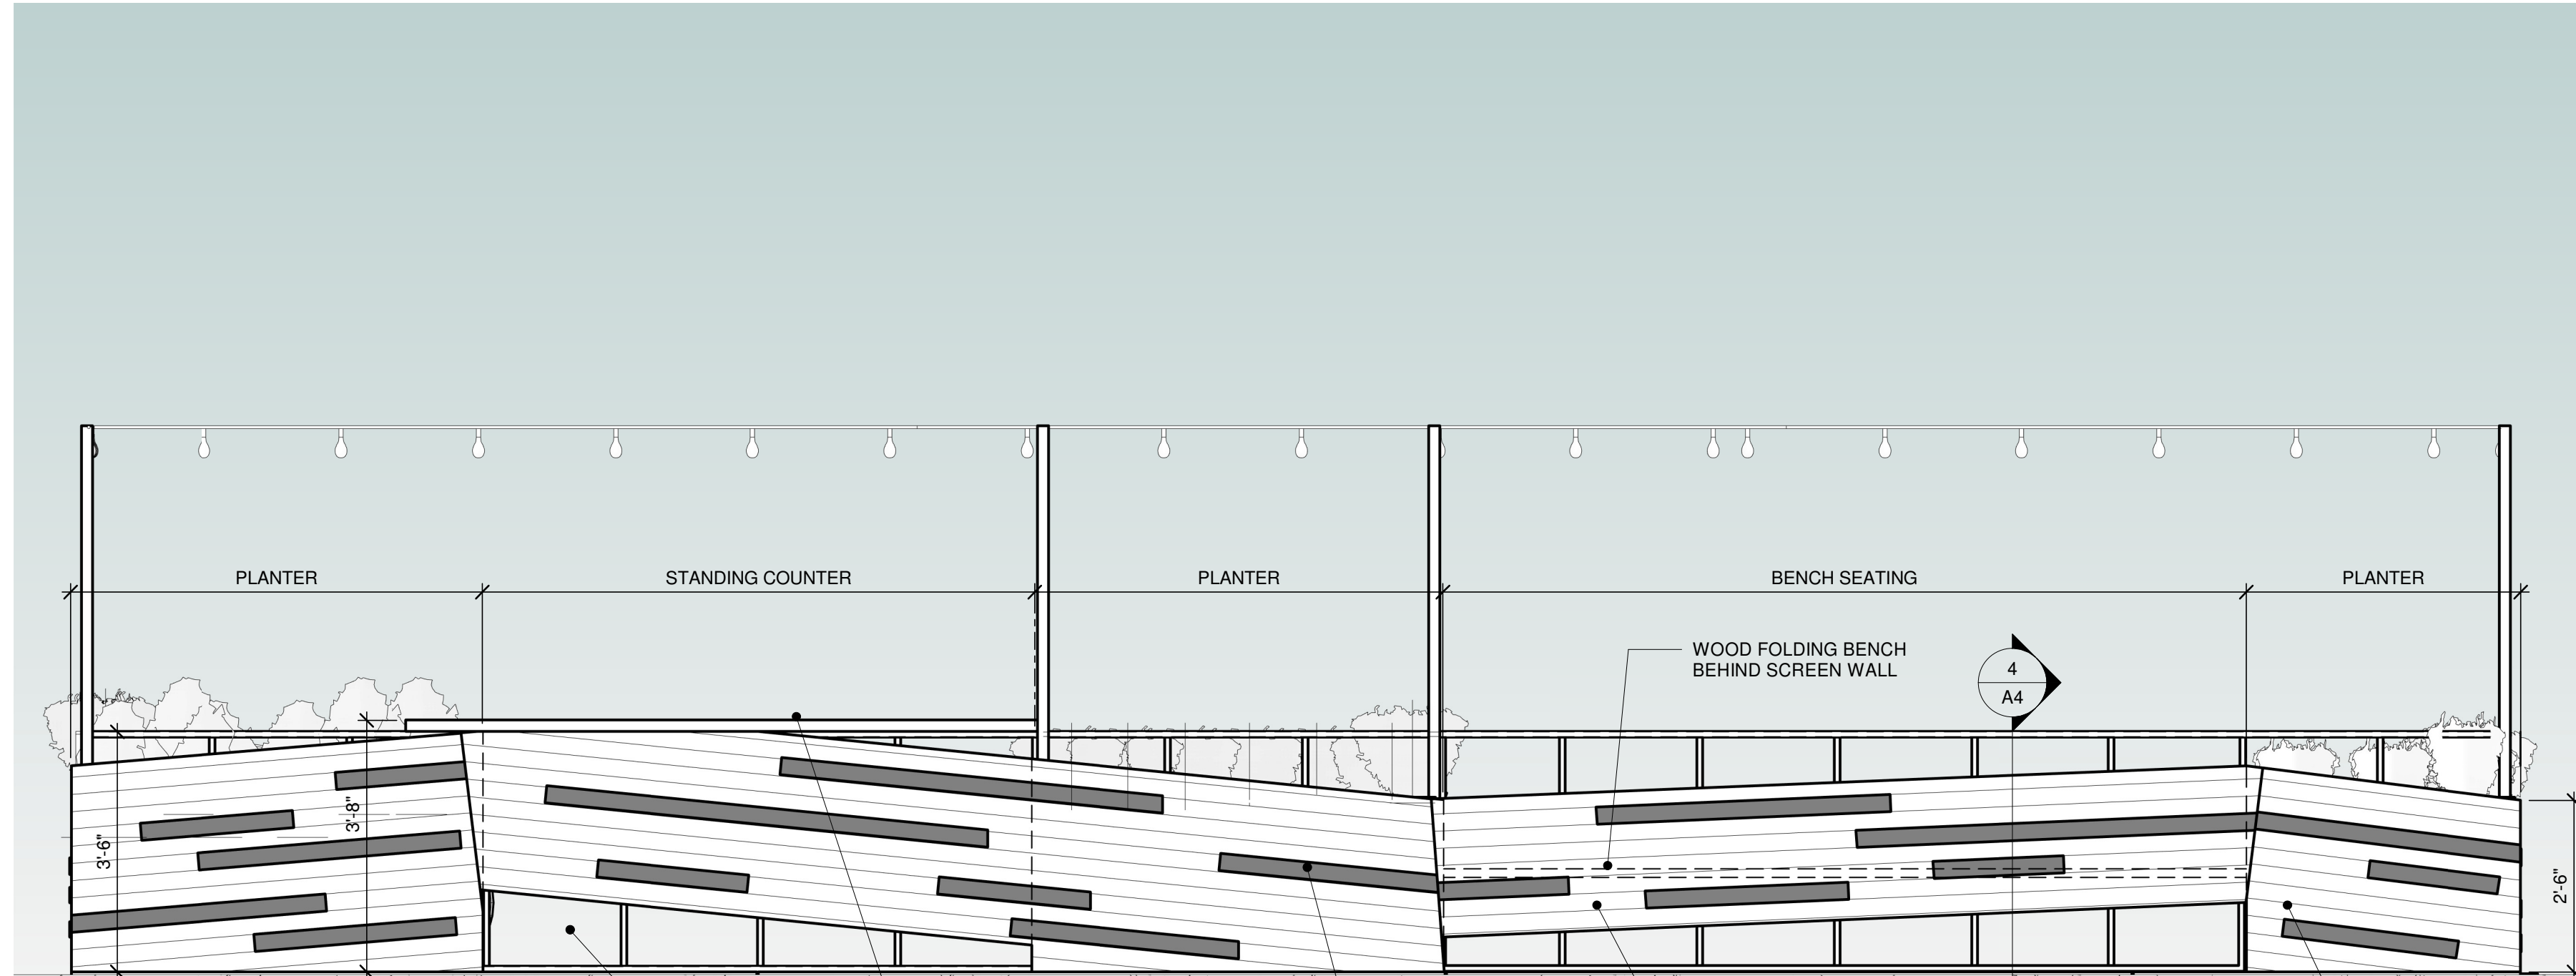 PLANTER
STANDING COUNTER
PLANTER
BENCH SEATING
PLANTER
WOOD FOLDING BENCH
BEHIND SCREEN WALL
4
A4
3'-6"
3'-8"
2'-6"